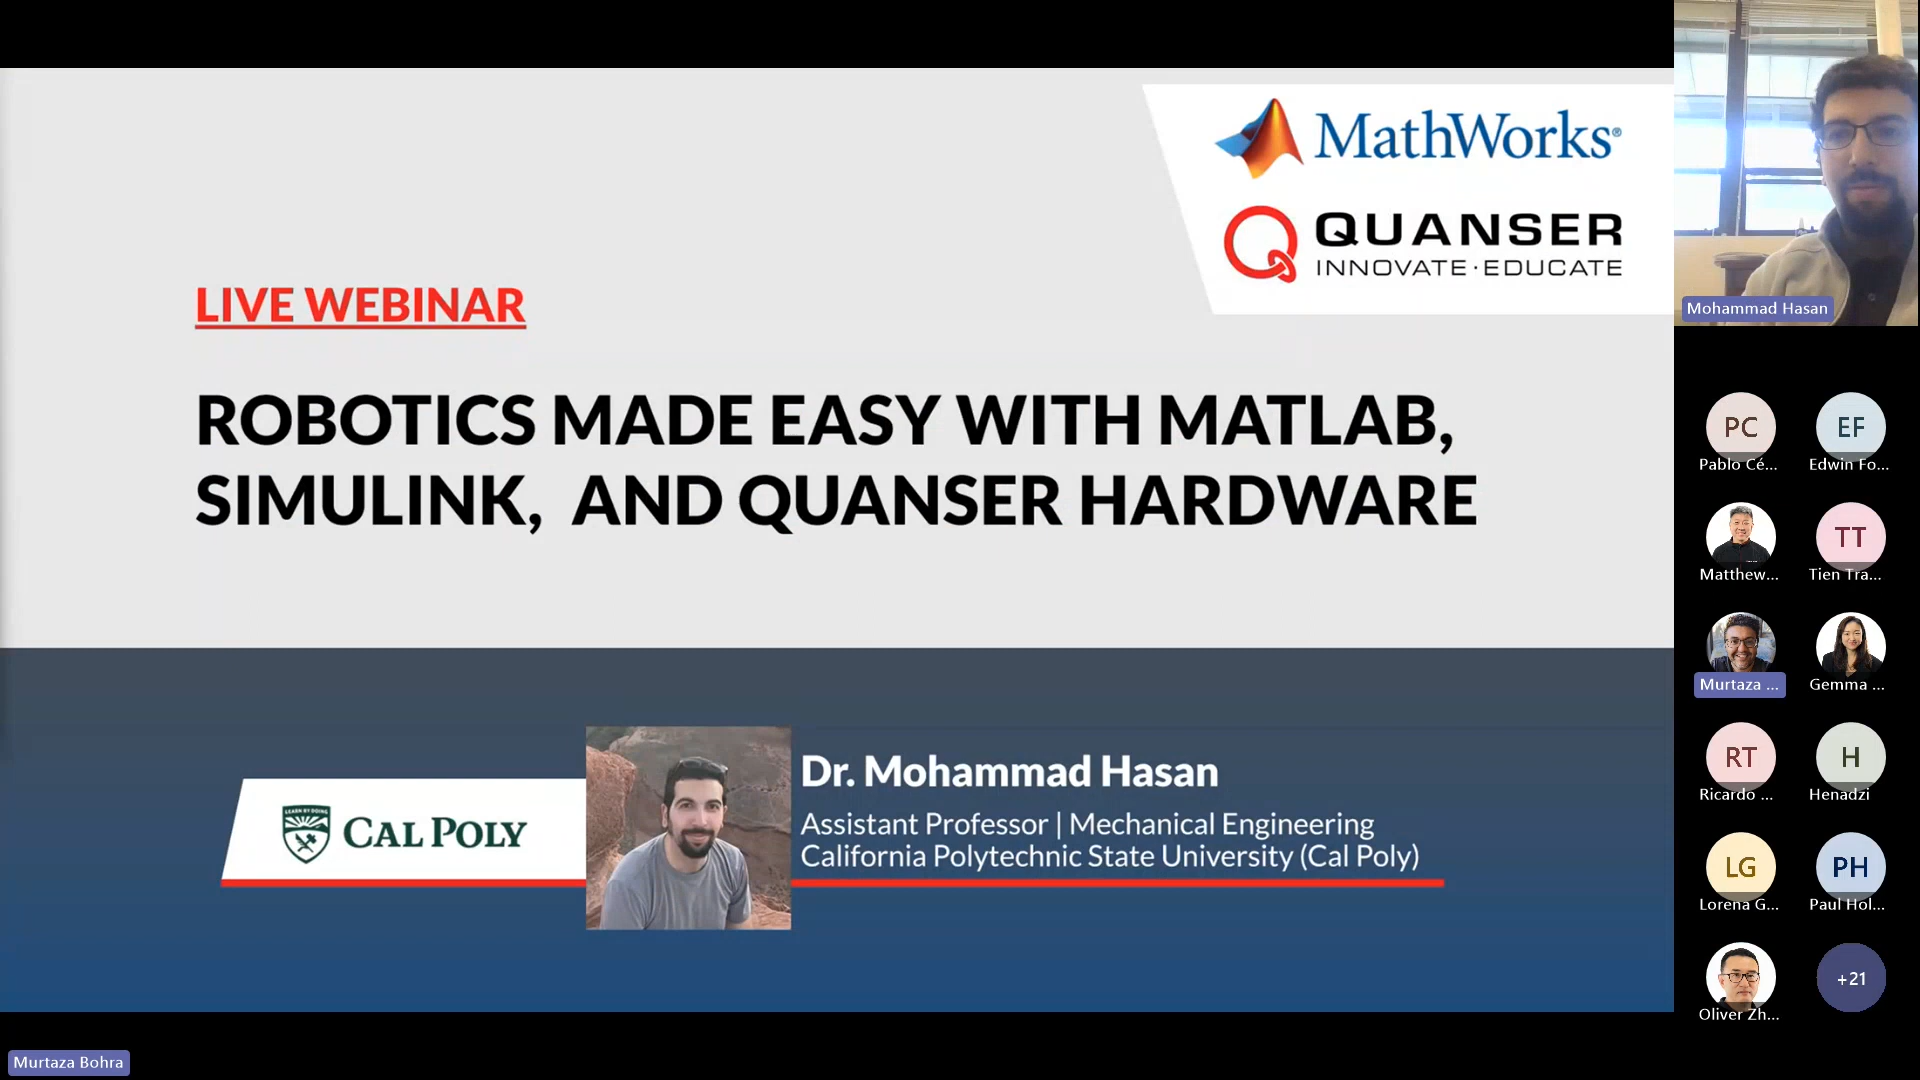 MathWorks®
QUANSER
INNOVATE·EDUCATE
LIVE WEBINAR
ROBOTICS MADE EASY WITH MATLAB,
SIMULINK, AND QUANSER HARDWARE
LEARN BY DOING
CAL POLY
Dr. Mohammad Hasan
Assistant Professor | Mechanical Engineering
California Polytechnic State University (Cal Poly)
Murtaza Bohra
Mohammad Hasan
PC
EF
Pablo Cé...
Edwin Fo...
TT
Matthew...
Tien Tra...
Murtaza ...
Gemma ...
RT
H
Ricardo ...
Henadzi
LG
PH
Lorena G...
Paul Hol...
+21
Oliver Zh...